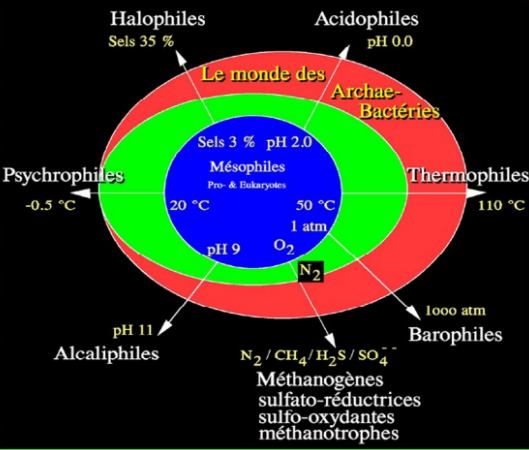 Halophiles
Sels 35 %
Acidophiles
pH 0.0
Le monde des
Archae-
Bactéries
Sels 3 % pH 2.0
Mésophiles
Pro- & Eukaryotes
Psychrophiles
-0.5 °C
20 °C
50 °C
Thermophiles
110 °C
1 atm
O2
pH 9
N2
1000 atm
Barophiles
pH 11
Alcaliphiles
N2 / CH4 / H2S / SO4--
Méthanogènes
sulfato-réductrices
sulfo-oxydantes
méthanotrophes